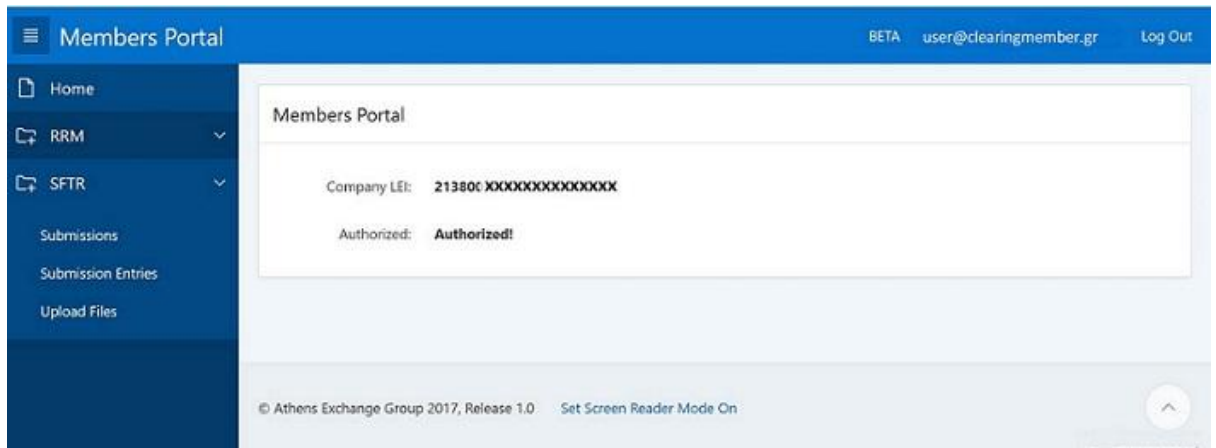 Members Portal BETA user@clearingmember.gr Log Out
Home
RRM
SFTR
Submissions
Submission Entries
Upload Files
Members Portal
Company LEI: 213800 XXXXXXXXXXXXXX
Authorized: Authorized!
© Athens Exchange Group 2017, Release 1.0 Set Screen Reader Mode On